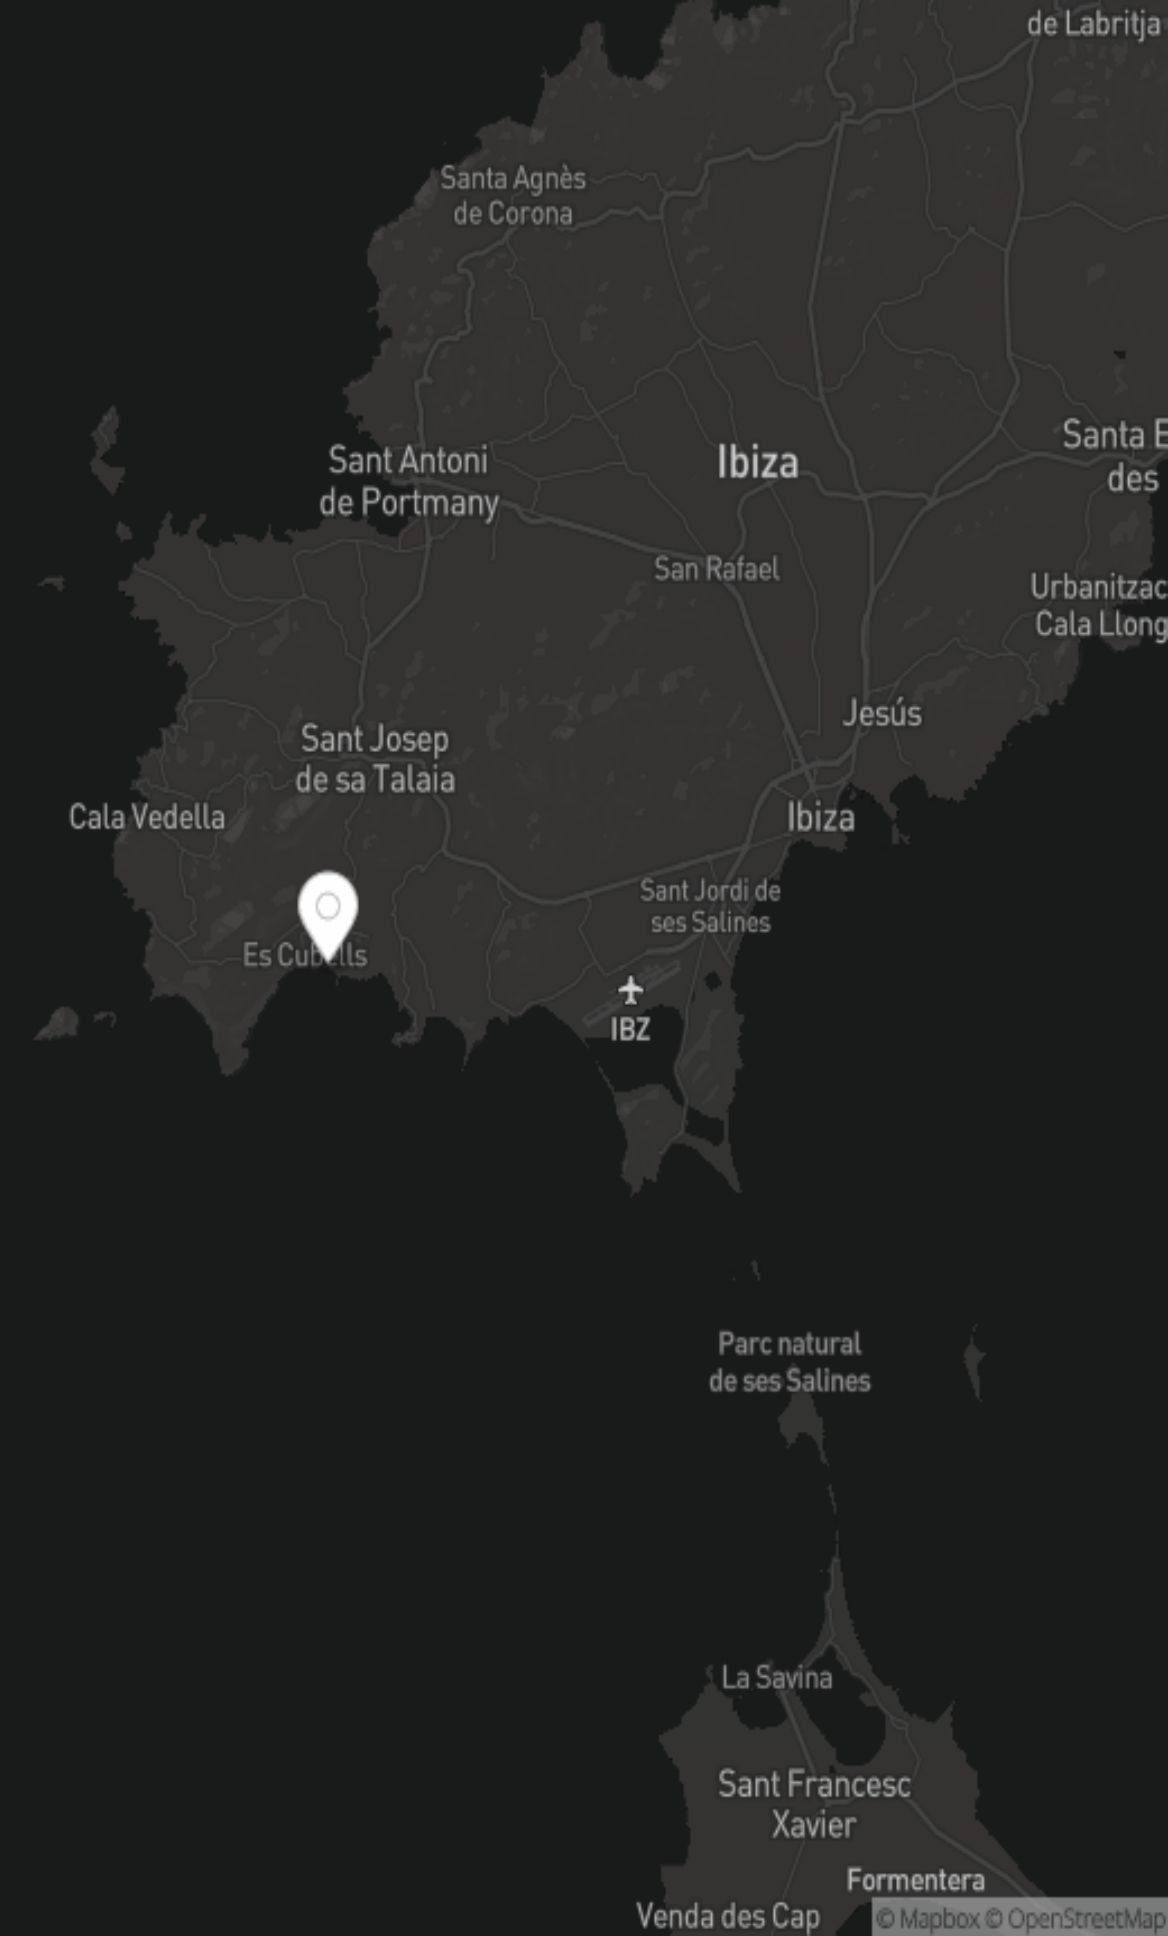 de Labritja
Santa Agnès
de Corona
Sant Antoni
de Portmany
Ibiza
Santa E
des
San Rafael
Urbanitzac
Cala Llong
Jesús
Sant Josep
de sa Talaia
Cala Vedella
Ibiza
Sant Jordi de
ses Salines
Es Cubells
IBZ
Parc natural
de ses Salines
La Savina
Sant Francesc
Xavier
Formentera
Venda des Cap
© Mapbox © OpenStreetMap